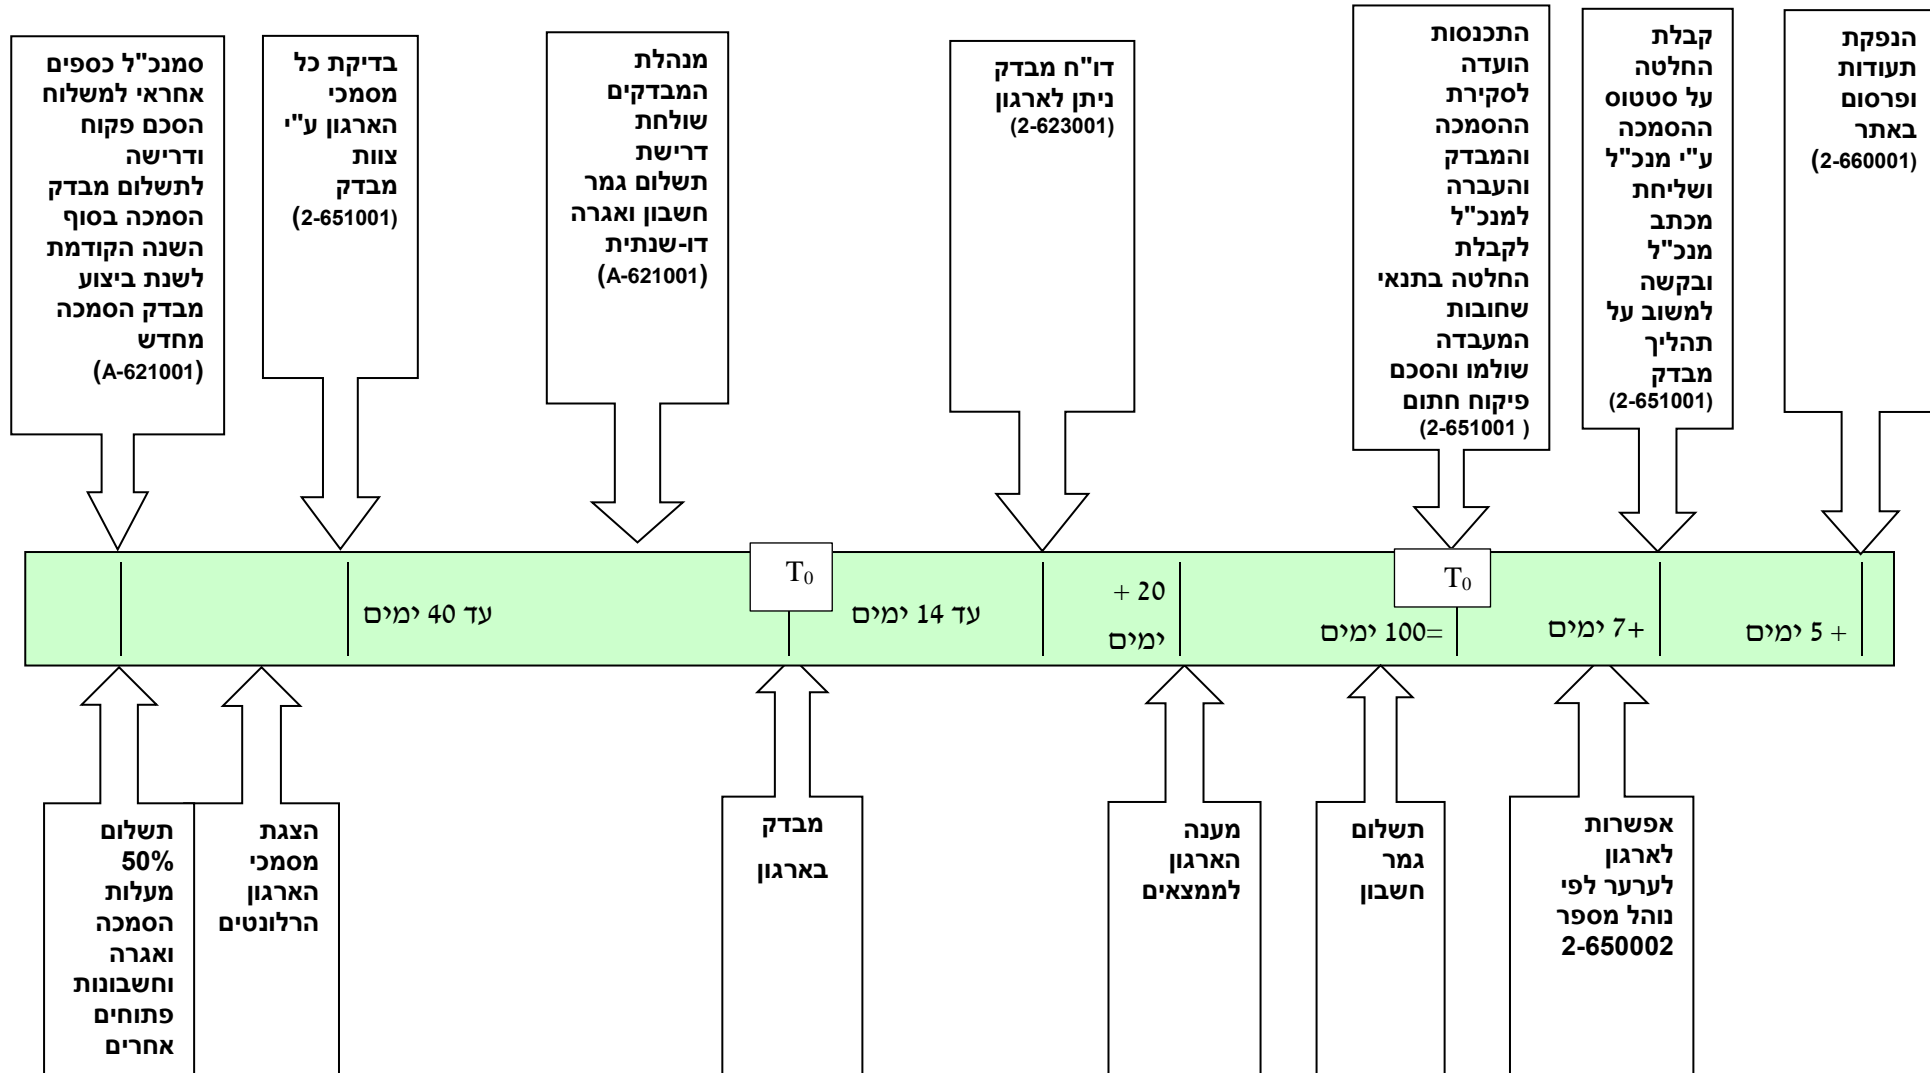 סמנכ"ל כספים
אחראי למשלוח
הסכם פקוח
ודרישה
לתשלום מבדק
הסמכה בסוף
השנה הקודמת
לשנת ביצוע
מבדק הסמכה
מחדש
(A-621001)
בדיקת כל
מסמכי
הארגון ע"י
צוות
מבדק
(2-651001)
מנהלת
המבדקים
שולחת
דרישת
תשלום גמר
חשבון ואגרה
דו-שנתית
(A-621001)
דו"ח מבדק
ניתן לארגון
(2-623001)
התכנסות
הועדה
לסקירת
ההסמכה
והמבדק
והעברה
למנכ"ל
לקבלת
החלטה בתנאי
שחובות
המעבדה
שולמו והסכם
פיקוח חתום
(2-651001 )
קבלת
החלטה
על סטטוס
ההסמכה
ע"י מנכ"ל
ושליחת
מכתב
מנכ"ל
ובקשה
למשוב על
תהליך
מבדק
(2-651001)
הנפקת
תעודות
ופרסום
באתר
(2-660001)
עד 40 ימים
T₀
עד 14 ימים
+ 20
ימים
=100 ימים
T₀
+7 ימים
+ 5 ימים
תשלום
50%
מעלות
הסמכה
ואגרה
וחשבונות
פתוחים
אחרים
הצגת
מסמכי
הארגון
הרלונטים
מבדק
בארגון
מענה
הארגון
לממצאים
תשלום
גמר
חשבון
אפשרות
לארגון
לערער לפי
נוהל מספר
2-650002